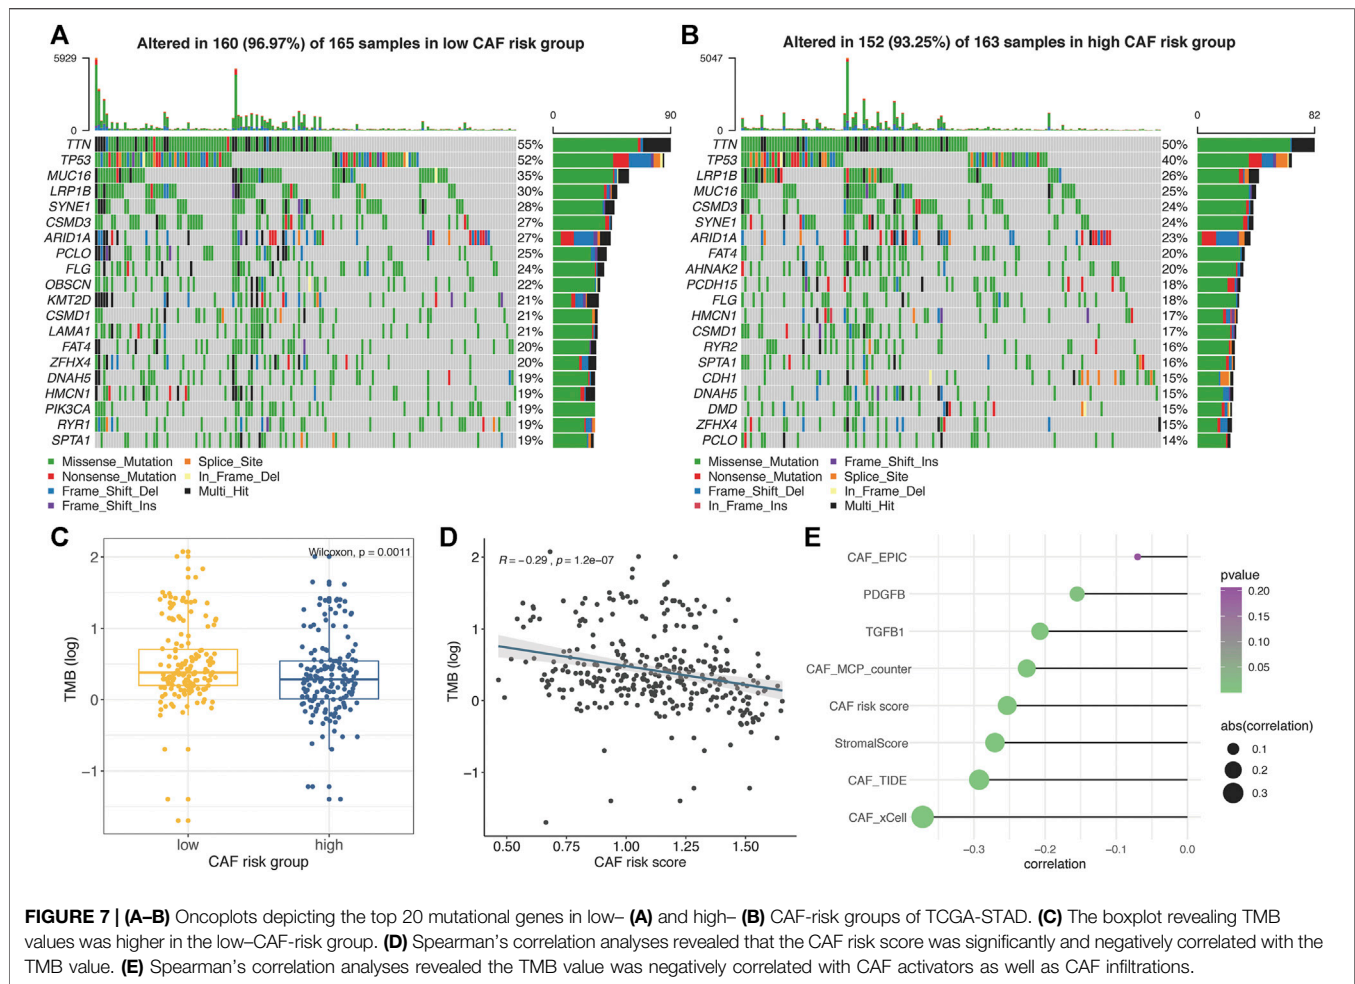 A
Altered in 160 (96.97%) of 165 samples in low CAF risk group
5929
0
0 90
TTN 55%
TP53 52%
MUC16 35%
LRP1B 30%
SYNE1 28%
CSMD3 27%
ARID1A 27%
PCLO 25%
FLG 24%
OBSCN 22%
KMT2D 21%
CSMD1 21%
LAMA1 21%
FAT4 20%
ZFHX4 20%
DNAH5 19%
HMCN1 19%
PIK3CA 19%
RYR1 19%
SPTA1 19%
Missense_Mutation Splice_Site
Nonsense_Mutation In_Frame_Del
Frame_Shift_Del Multi_Hit
Frame_Shift_Ins
B
Altered in 152 (93.25%) of 163 samples in high CAF risk group
5047
0
0 82
TTN 50%
TP53 40%
LRP1B 26%
MUC16 25%
CSMD3 24%
SYNE1 24%
ARID1A 23%
FAT4 20%
AHNAK2 20%
PCDH15 18%
FLG 18%
HMCN1 17%
CSMD1 17%
RYR2 16%
SPTA1 16%
CDH1 15%
DNAH5 15%
DMD 15%
ZFHX4 15%
PCLO 14%
Missense_Mutation Frame_Shift_Ins
Nonsense_Mutation Splice_Site
Frame_Shift_Del In_Frame_Del
In_Frame_Ins Multi_Hit
C
Wilcoxon, p = 0.0011
TMB (log)
2
1
0
−1
low high
CAF risk group
D
R = −0.29 , p = 1.2e−07
TMB (log)
2
1
0
−1
0.50 0.75 1.00 1.25 1.50
CAF risk score
E
CAF_EPIC
PDGFB
TGFB1
CAF_MCP_counter
CAF risk score
StromalScore
CAF_TIDE
CAF_xCell
−0.3 −0.2 −0.1 0.0
correlation
pvalue
0.20
0.15
0.10
0.05
abs(correlation)
0.1
0.2
0.3
FIGURE 7 | (A–B) Oncoplots depicting the top 20 mutational genes in low– (A) and high– (B) CAF-risk groups of TCGA-STAD. (C) The boxplot revealing TMB
values was higher in the low–CAF-risk group. (D) Spearman's correlation analyses revealed that the CAF risk score was significantly and negatively correlated with the
TMB value. (E) Spearman's correlation analyses revealed the TMB value was negatively correlated with CAF activators as well as CAF infiltrations.